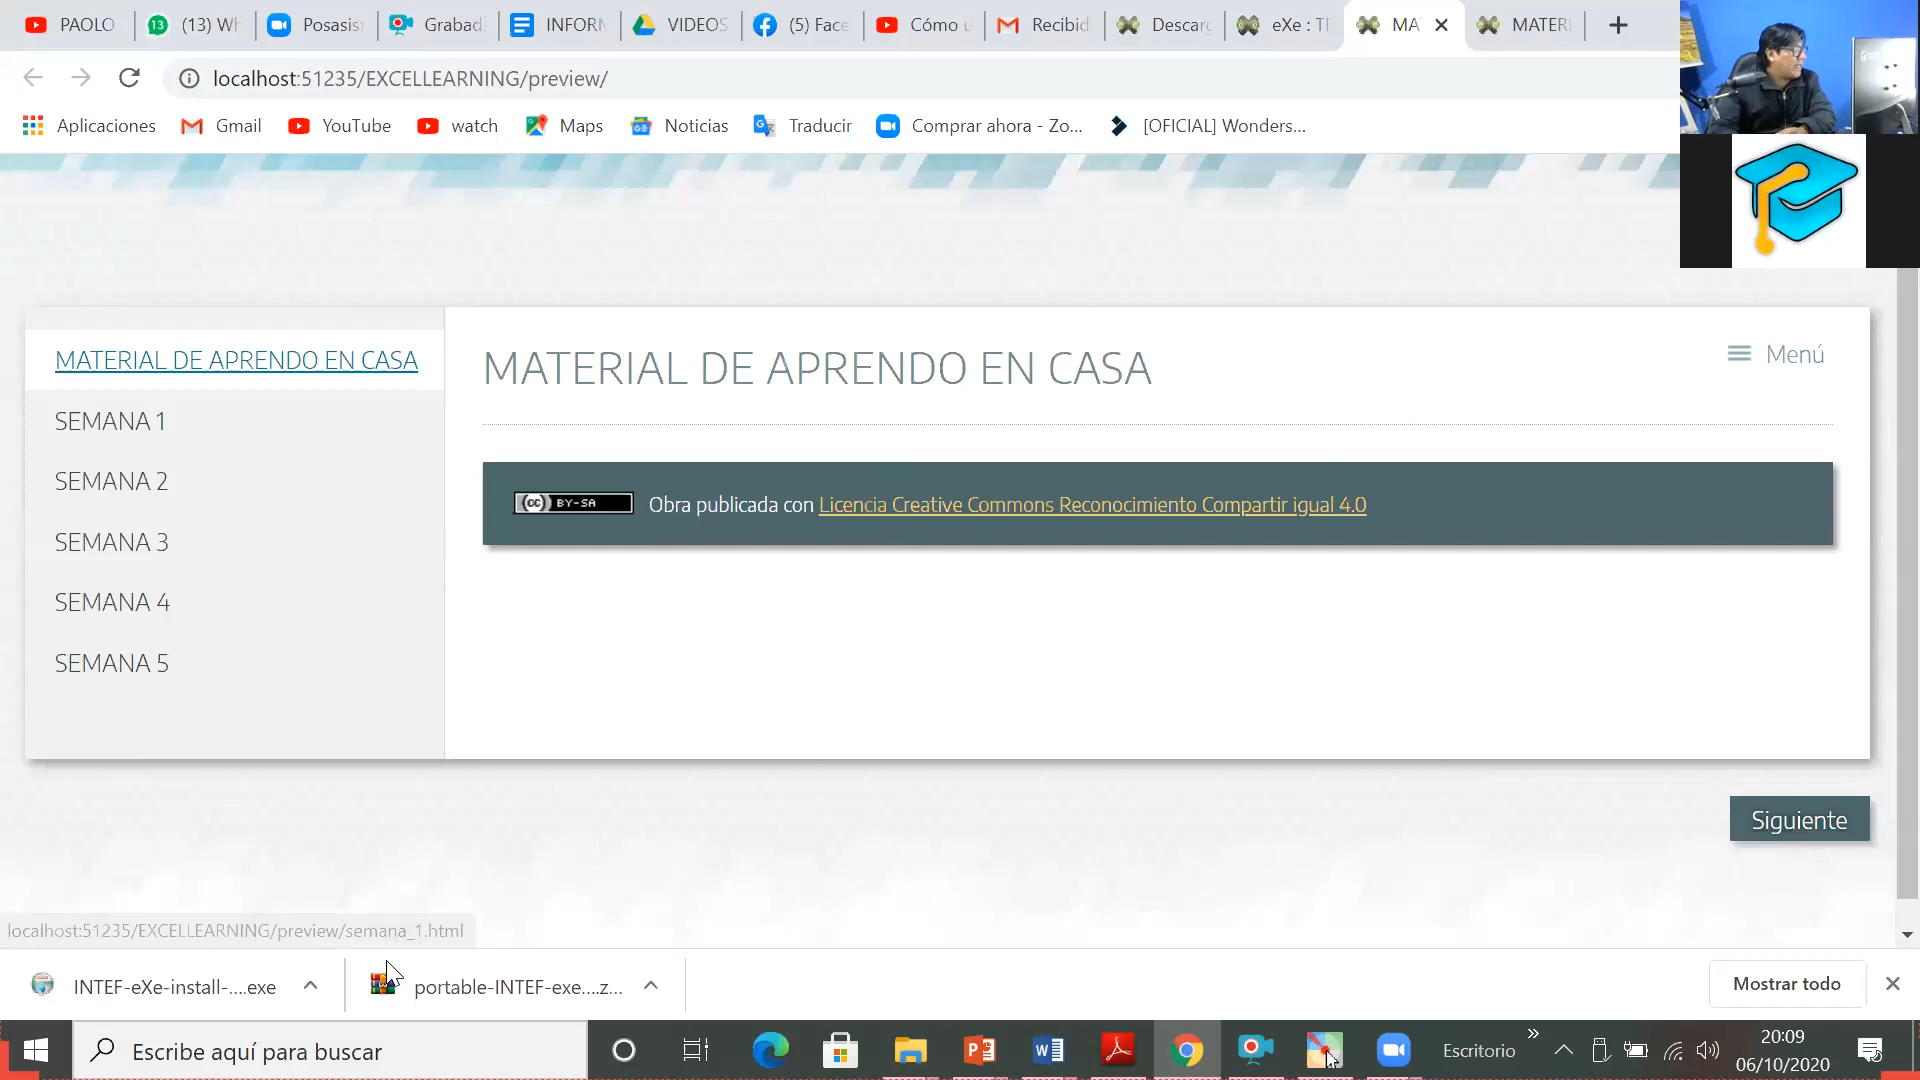 PAOLO
(13) Wh
Posasist
Grabad
INFORM
VIDEOS
(5) Face
Cómo u
Recibid
Descarg
eXe : T
MA
MATER
localhost:51235/EXCELLEARNING/preview/
Aplicaciones
Gmail
YouTube
watch
Maps
Noticias
Traducir
Comprar ahora - Zo...
[OFICIAL] Wonders...
MATERIAL DE APRENDO EN CASA
SEMANA 1
SEMANA 2
SEMANA 3
SEMANA 4
SEMANA 5
MATERIAL DE APRENDO EN CASA
Menú
BY-SA Obra publicada con Licencia Creative Commons Reconocimiento Compartir igual 4.0
Siguiente
localhost:51235/EXCELLEARNING/preview/semana_1.html
INTEF-eXe-install-....exe
portable-INTEF-exe....z...
Mostrar todo
Escribe aquí para buscar
Escritorio
20:09
06/10/2020